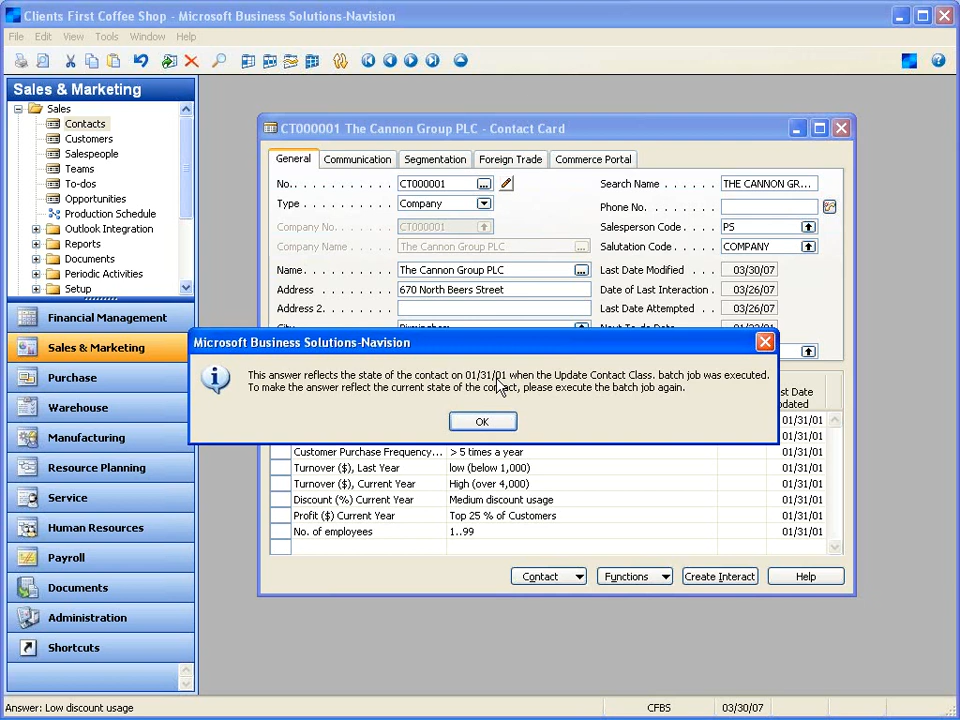 Clients First Coffee Shop - Microsoft Business Solutions-Navision
File Edit View Tools Window Help
Sales & Marketing
Sales
Contacts
Customers
Salespeople
Teams
To-dos
Opportunities
Production Schedule
Outlook Integration
Reports
Documents
Periodic Activities
Setup
Financial Management
Sales & Marketing
Purchase
Warehouse
Manufacturing
Resource Planning
Service
Human Resources
Payroll
Documents
Administration
Shortcuts
CT000001 The Cannon Group PLC - Contact Card
General Communication Segmentation Foreign Trade Commerce Portal
No. . . . . . . . . . . . CT000001 Search Name . . . . . . THE CANNON GR...
Type . . . . . . . . . . . Company Phone No. . . . . . . . .
Company No. . . . . . . . CT000001 Salesperson Code . . . . PS
Company Name . . . . . . The Cannon Group PLC Salutation Code . . . . . COMPANY
Name. . . . . . . . . . . The Cannon Group PLC Last Date Modified . . . 03/30/07
Address . . . . . . . . . 670 North Beers Street Date of Last Interaction . 03/26/07
Address 2. . . . . . . . . Last Date Attempted . . 03/26/07
Microsoft Business Solutions-Navision
This answer reflects the state of the contact on 01/31/01 when the Update Contact Class. batch job was executed.
To make the answer reflect the current state of the contact, please execute the batch job again.
OK
01/31/01
01/31/01
Customer Purchase Frequency... > 5 times a year 01/31/01
Turnover ($), Last Year low (below 1,000) 01/31/01
Turnover ($), Current Year High (over 4,000) 01/31/01
Discount (%) Current Year Medium discount usage 01/31/01
Profit ($) Current Year Top 25 % of Customers 01/31/01
No. of employees 1..99 01/31/01
Contact Functions Create Interact Help
Answer: Low discount usage CFBS 03/30/07